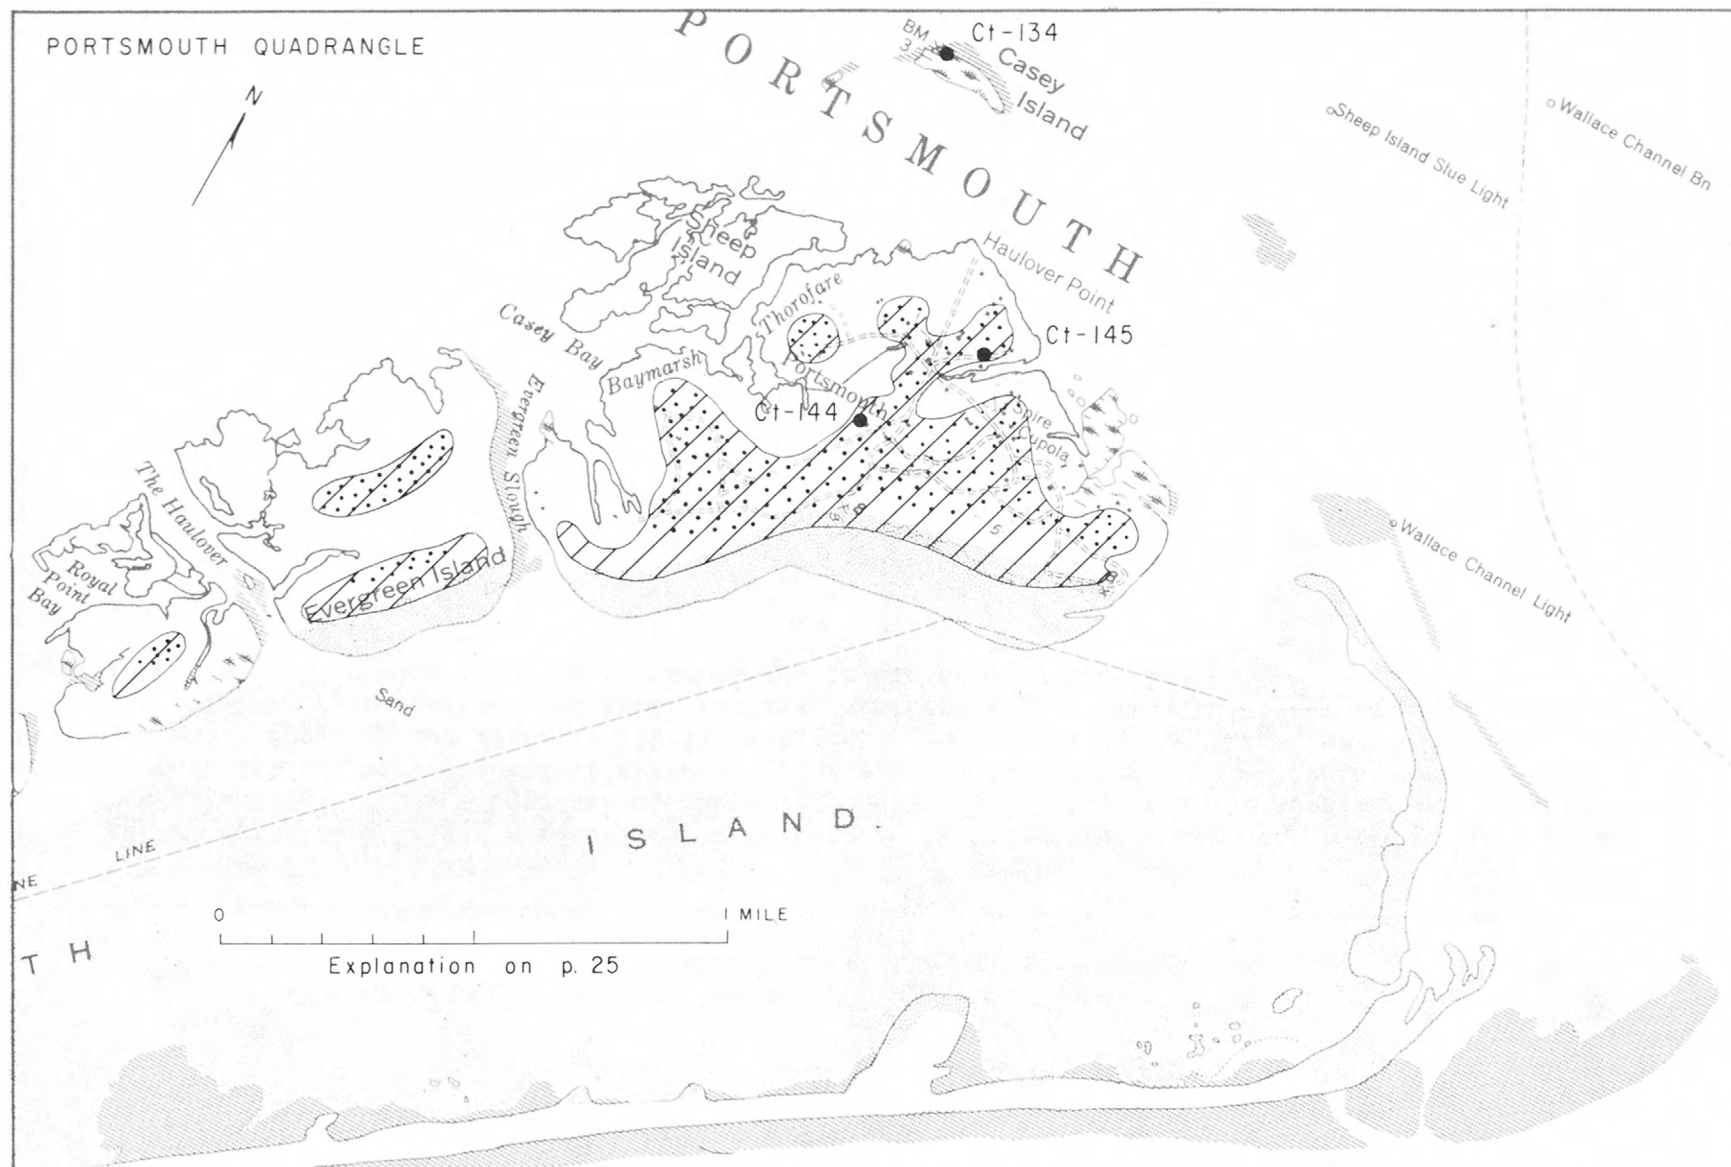 PORTSMOUTH QUADRANGLE
N
PORTSMOUTH
BM
3
Ct-134
Casey
Island
Sheep Island Slue Light
Wallace Channel Bn
Sheep
Island
Haulover Point
Thorofare
Casey Bay
Ct-145
Baymarsh
Portsmouth
Ct-144
Spire
Cupola
Evergreen Slough
The Haulover
5
Wallace Channel Light
Royal
Point
Bay
Evergreen Island
Sand
ISLAND
LINE
NE
TH
0 1 MILE
Explanation on p. 25